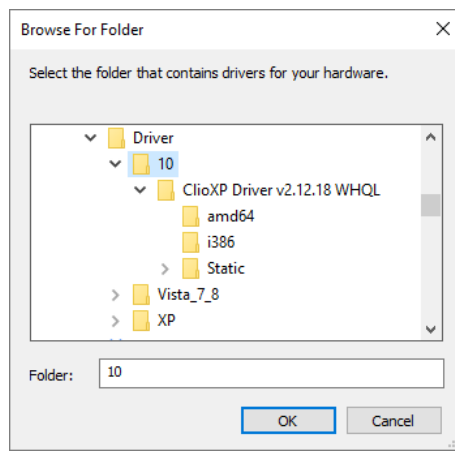 Browse For Folder
Select the folder that contains drivers for your hardware.
Driver
10
ClioXP Driver v2.12.18 WHQL
amd64
i386
Static
Vista_7_8
XP
Folder: 10
OK Cancel